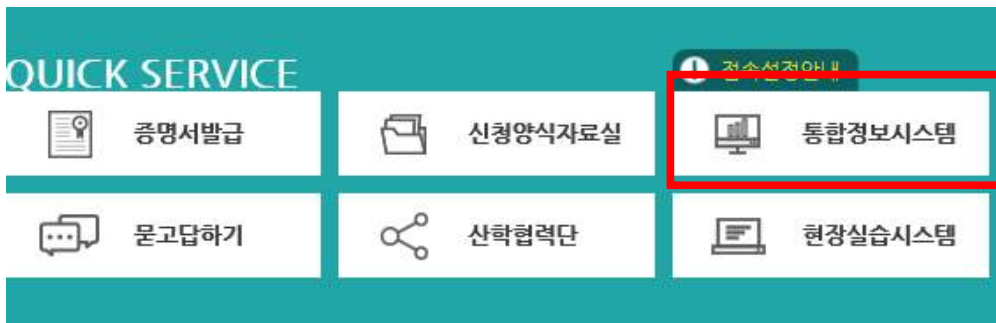 QUICK SERVICE
접속설정안내
증명서발급
신청양식자료실
통합정보시스템
묻고답하기
산학협력단
현장실습시스템